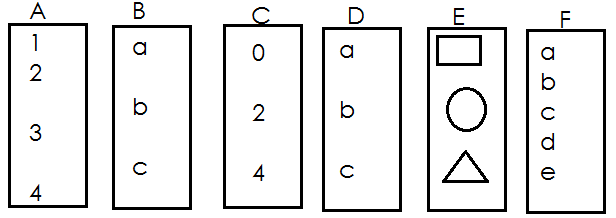 A B C D E F
1 a 0 a a
2 b
b 2 b c
3 d
c 4 c e
4